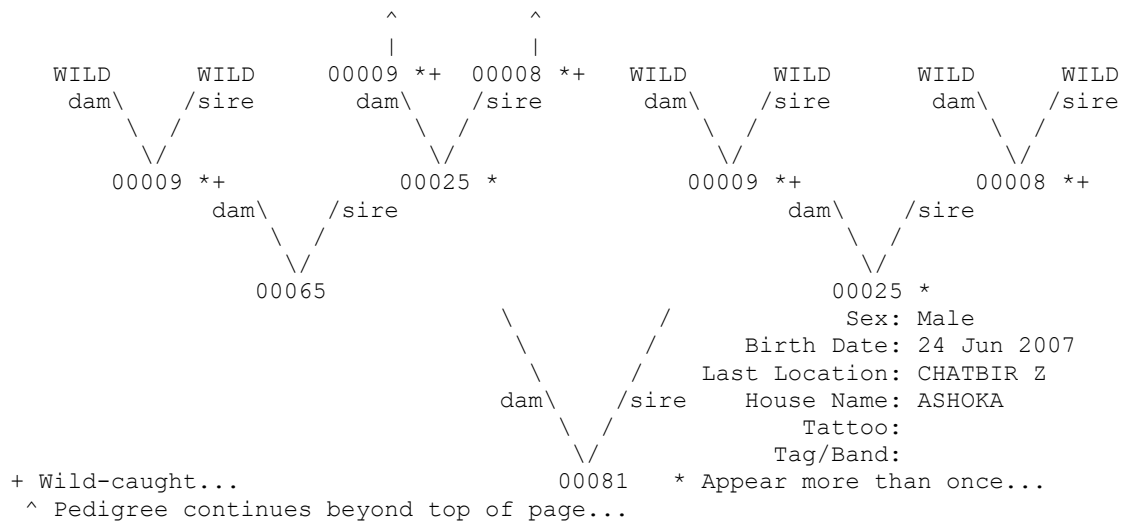 ^ ^
| |
WILD WILD 00009 *+ 00008 *+ WILD WILD WILD WILD
dam\ /sire dam\ /sire dam\ /sire dam\ /sire
\ / \ / \ / \ /
\/ \/ \/ \/
00009 *+ 00025 * 00009 *+ 00008 *+
dam\ /sire dam\ /sire
\ / \ /
\/ \/
00065 00025 *
\ / Sex: Male
\ / Birth Date: 24 Jun 2007
\ / Last Location: CHATBIR Z
dam\ /sire House Name: ASHOKA
\ / Tattoo:
\/ Tag/Band:
+ Wild-caught... 00081 * Appear more than once...
^ Pedigree continues beyond top of page...